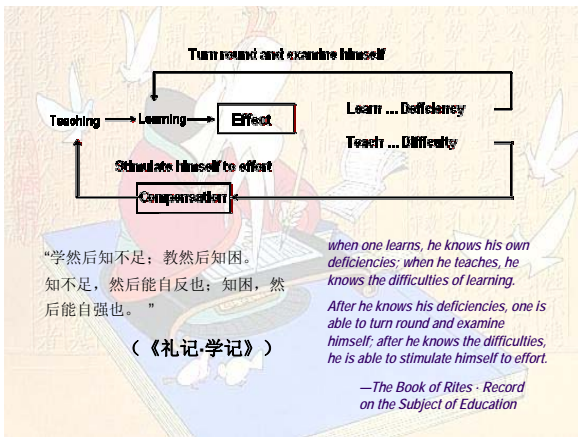 Turn round and examine himself
Learn ... Deficiency
Teaching
Learning
Effect
Teach ... Difficulty
Stimulate himself to effort
Compensation
“学然后知不足；教然后知困。
知不足，然后能自反也；知困，然
后能自强也。 ”
（《礼记·学记》）
when one learns, he knows his own
deficiencies; when he teaches, he
knows the difficulties of learning.
After he knows his deficiencies, one is
able to turn round and examine
himself; after he knows the difficulties,
he is able to stimulate himself to effort.
—The Book of Rites · Record
on the Subject of Education